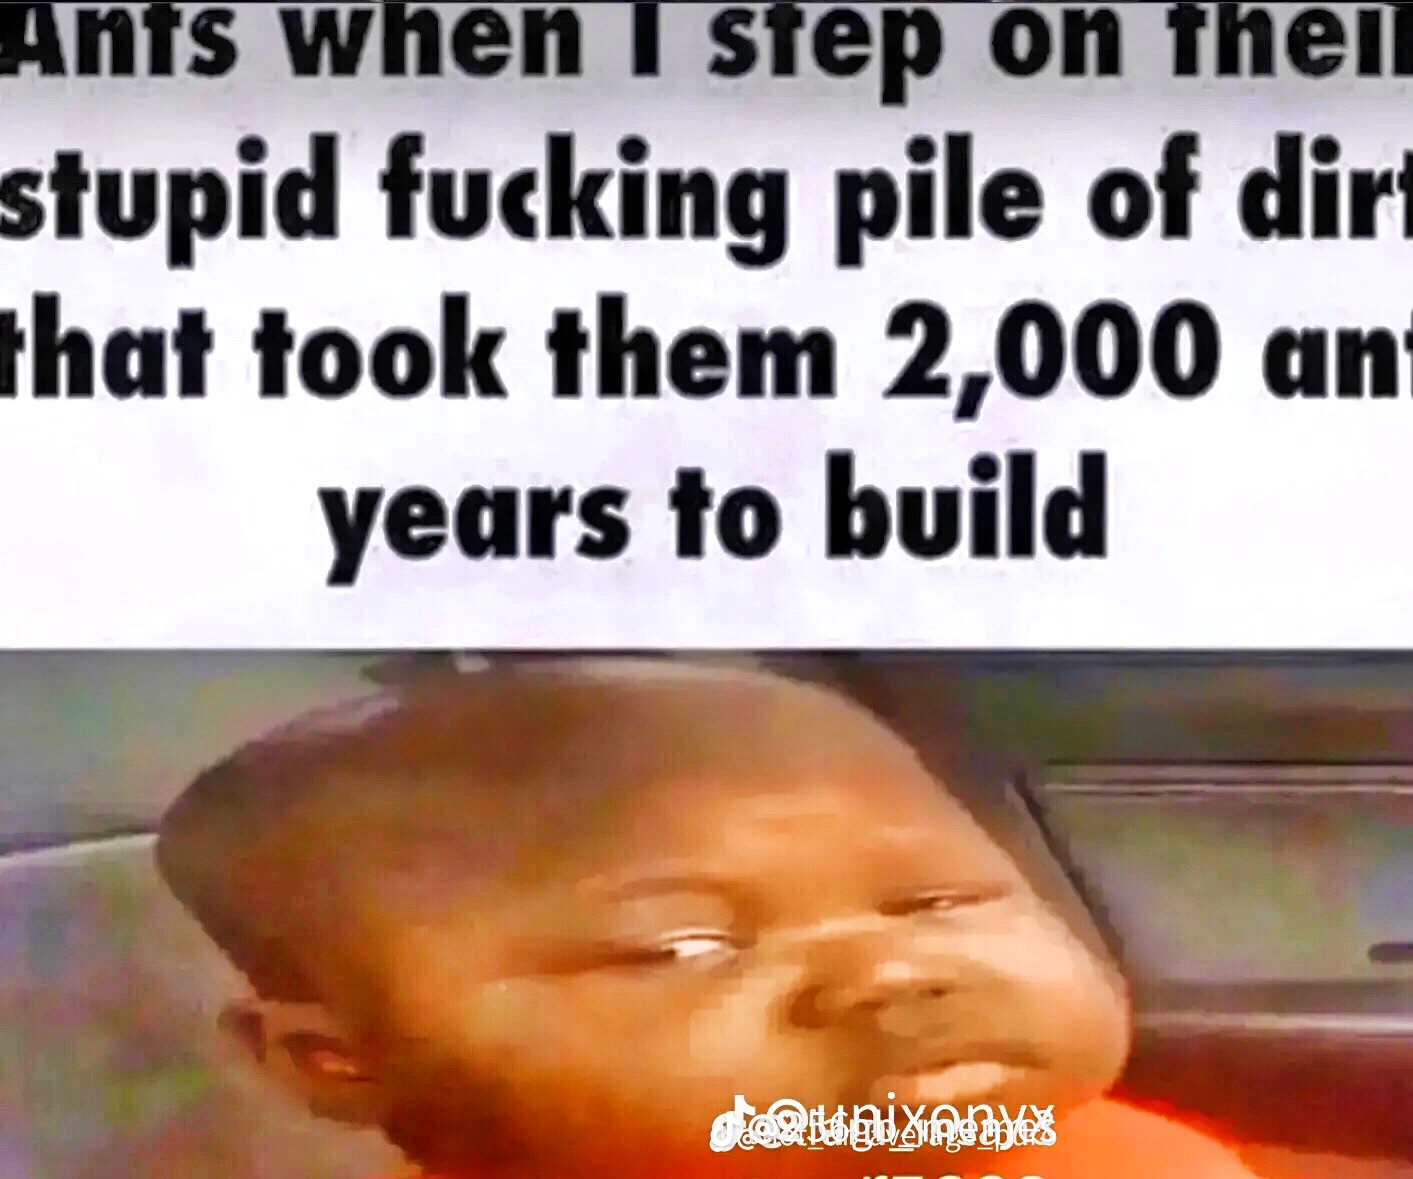 Ants when I step on their
stupid fucking pile of dirt
that took them 2,000 ant
years to build
@unixonyx